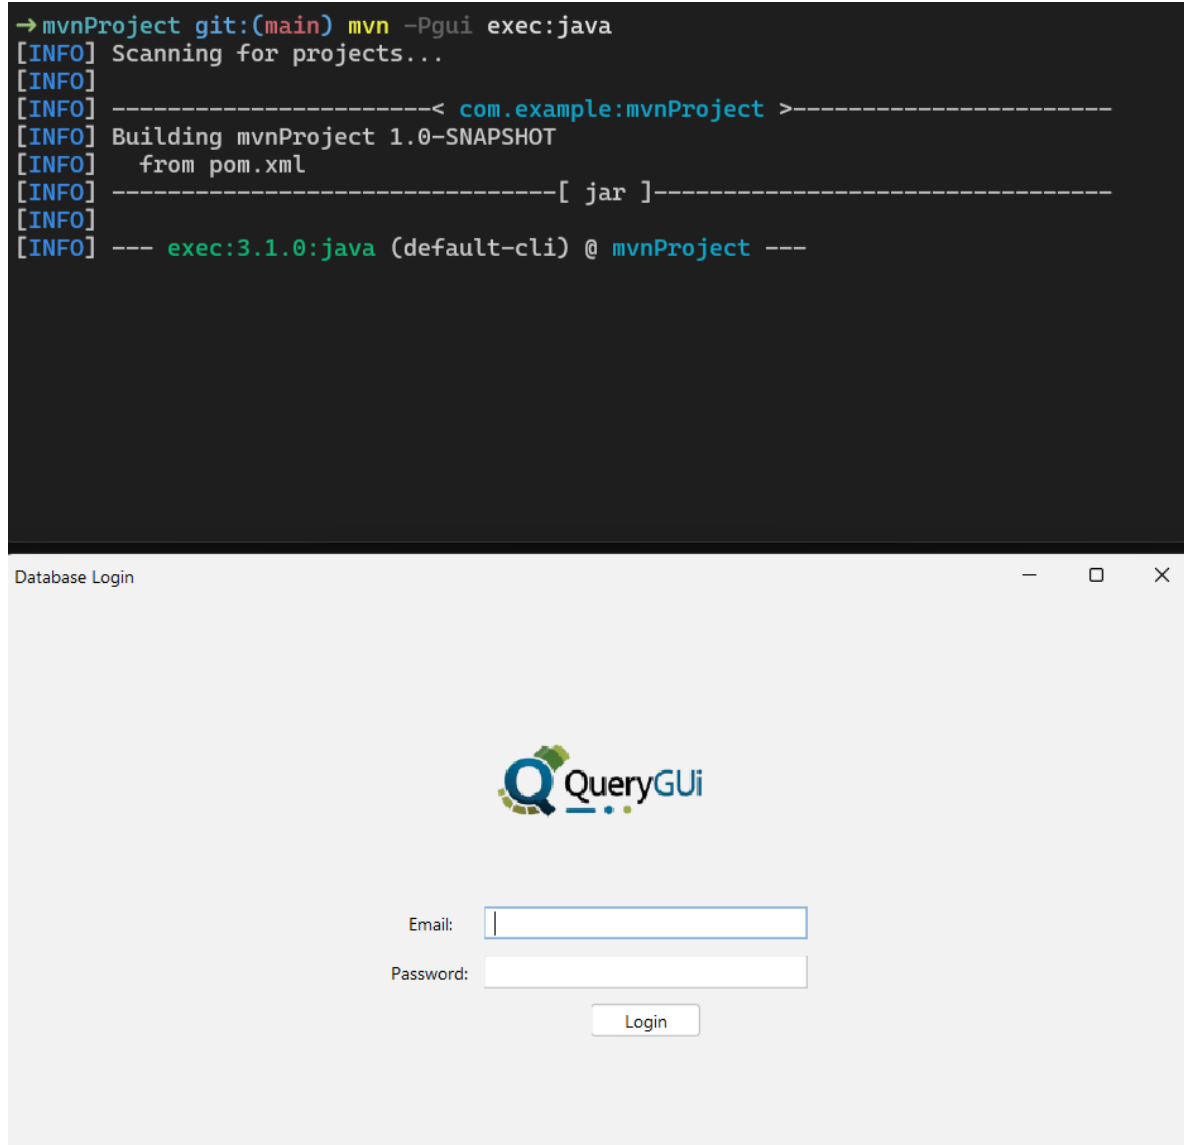 → mvnProject git:(main) mvn -Pgui exec:java
[INFO] Scanning for projects...
[INFO]
[INFO] -----------------------< com.example:mvnProject >-----------------------
[INFO] Building mvnProject 1.0-SNAPSHOT
[INFO]   from pom.xml
[INFO] --------------------------------[ jar ]---------------------------------
[INFO]
[INFO] --- exec:3.1.0:java (default-cli) @ mvnProject ---
Database Login
QueryGUi
Email:
Password:
Login